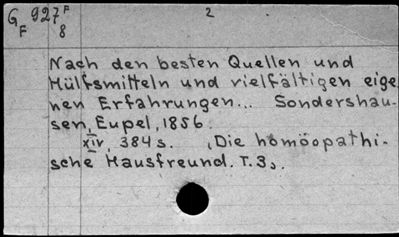 G 927 F 2
F 8
Nach den besten Quellen und
Hülfsmitteln und vielfältigen eige
nen Erfahrungen... Sondershau-
sen, Eupel, 1856.
XIV, 384 s. (Die homöopathi-
sche Hausfreund. T. 3).